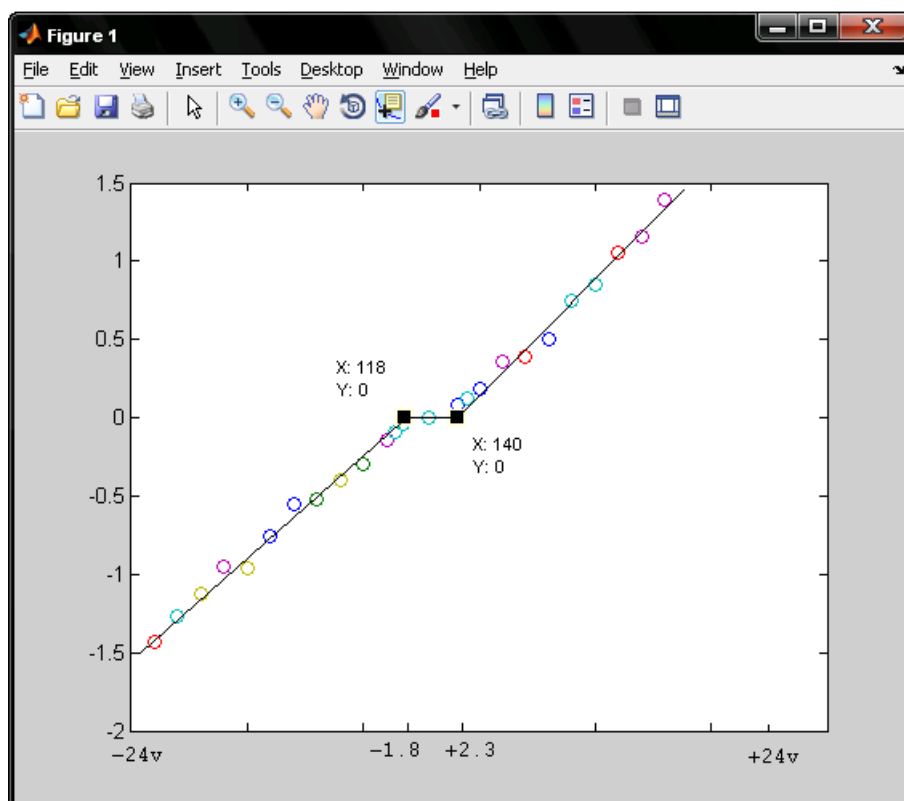 Figure 1
File Edit View Insert Tools Desktop Window Help
1.5
1
0.5
0
-0.5
-1
-1.5
-2
X: 118
Y: 0
X: 140
Y: 0
-24v
-1.8
+2.3
+24v